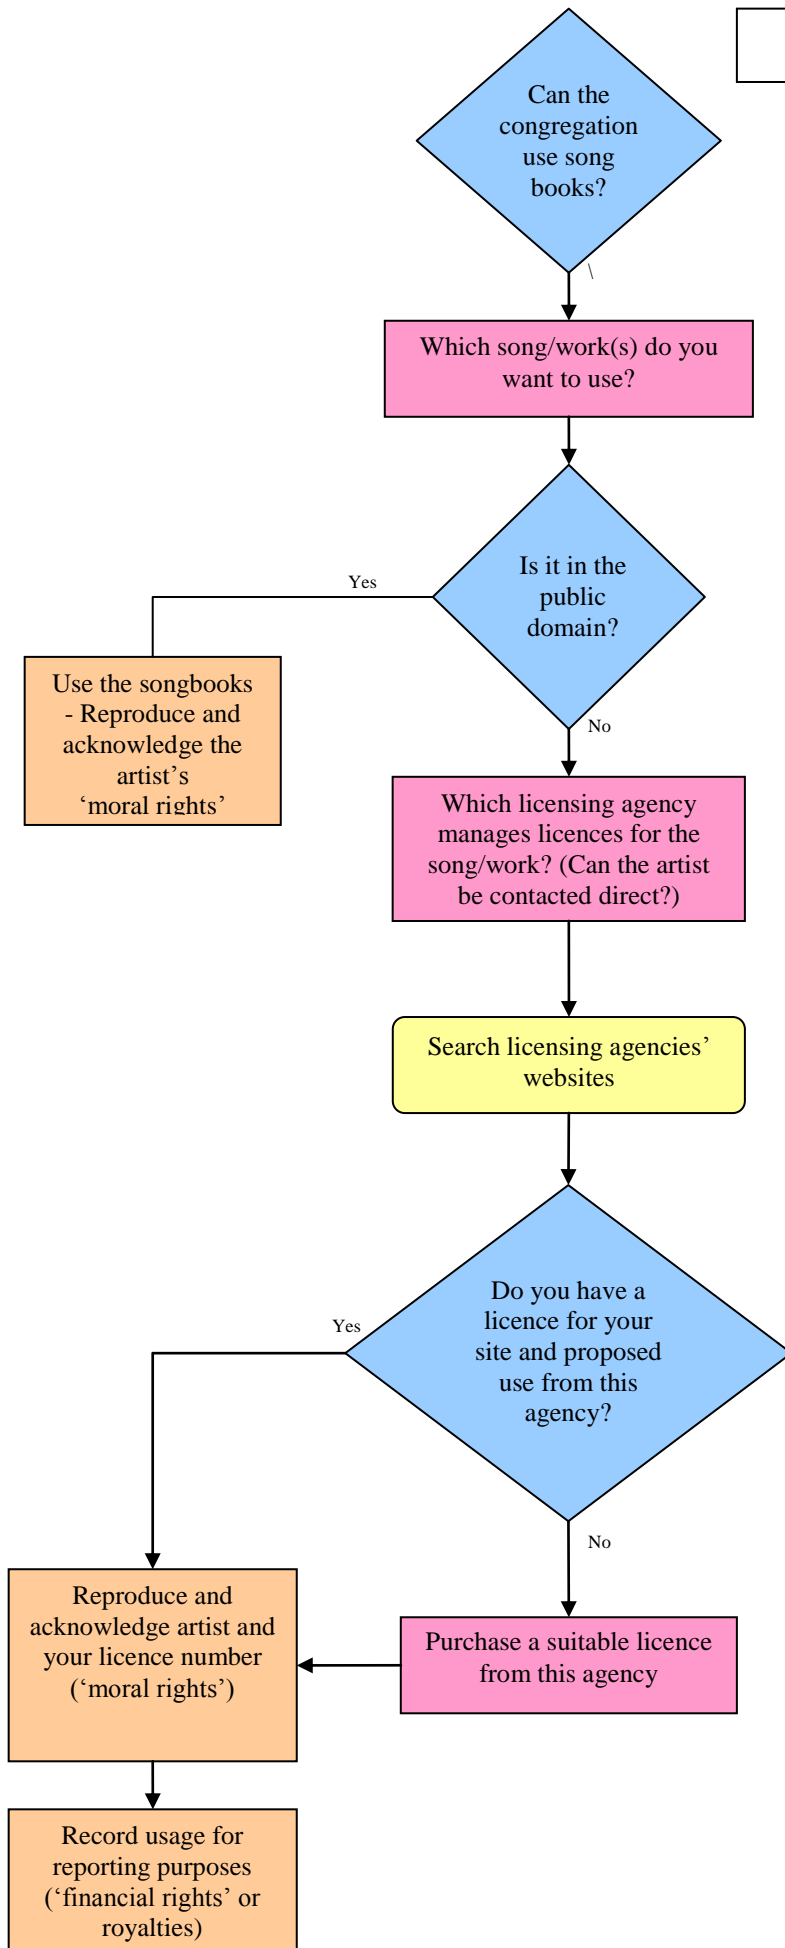 Can the
congregation
use song
books?
\
Which song/work(s) do you
want to use?
Is it in the
public
domain?
Yes
Use the songbooks
- Reproduce and
acknowledge the
artist’s
‘moral rights’
No
Which licensing agency
manages licences for the
song/work? (Can the artist
be contacted direct?)
Search licensing agencies’
websites
Do you have a
licence for your
site and proposed
use from this
agency?
Yes
No
Reproduce and
acknowledge artist and
your licence number
(‘moral rights’)
Purchase a suitable licence
from this agency
Record usage for
reporting purposes
(‘financial rights’ or
royalties)